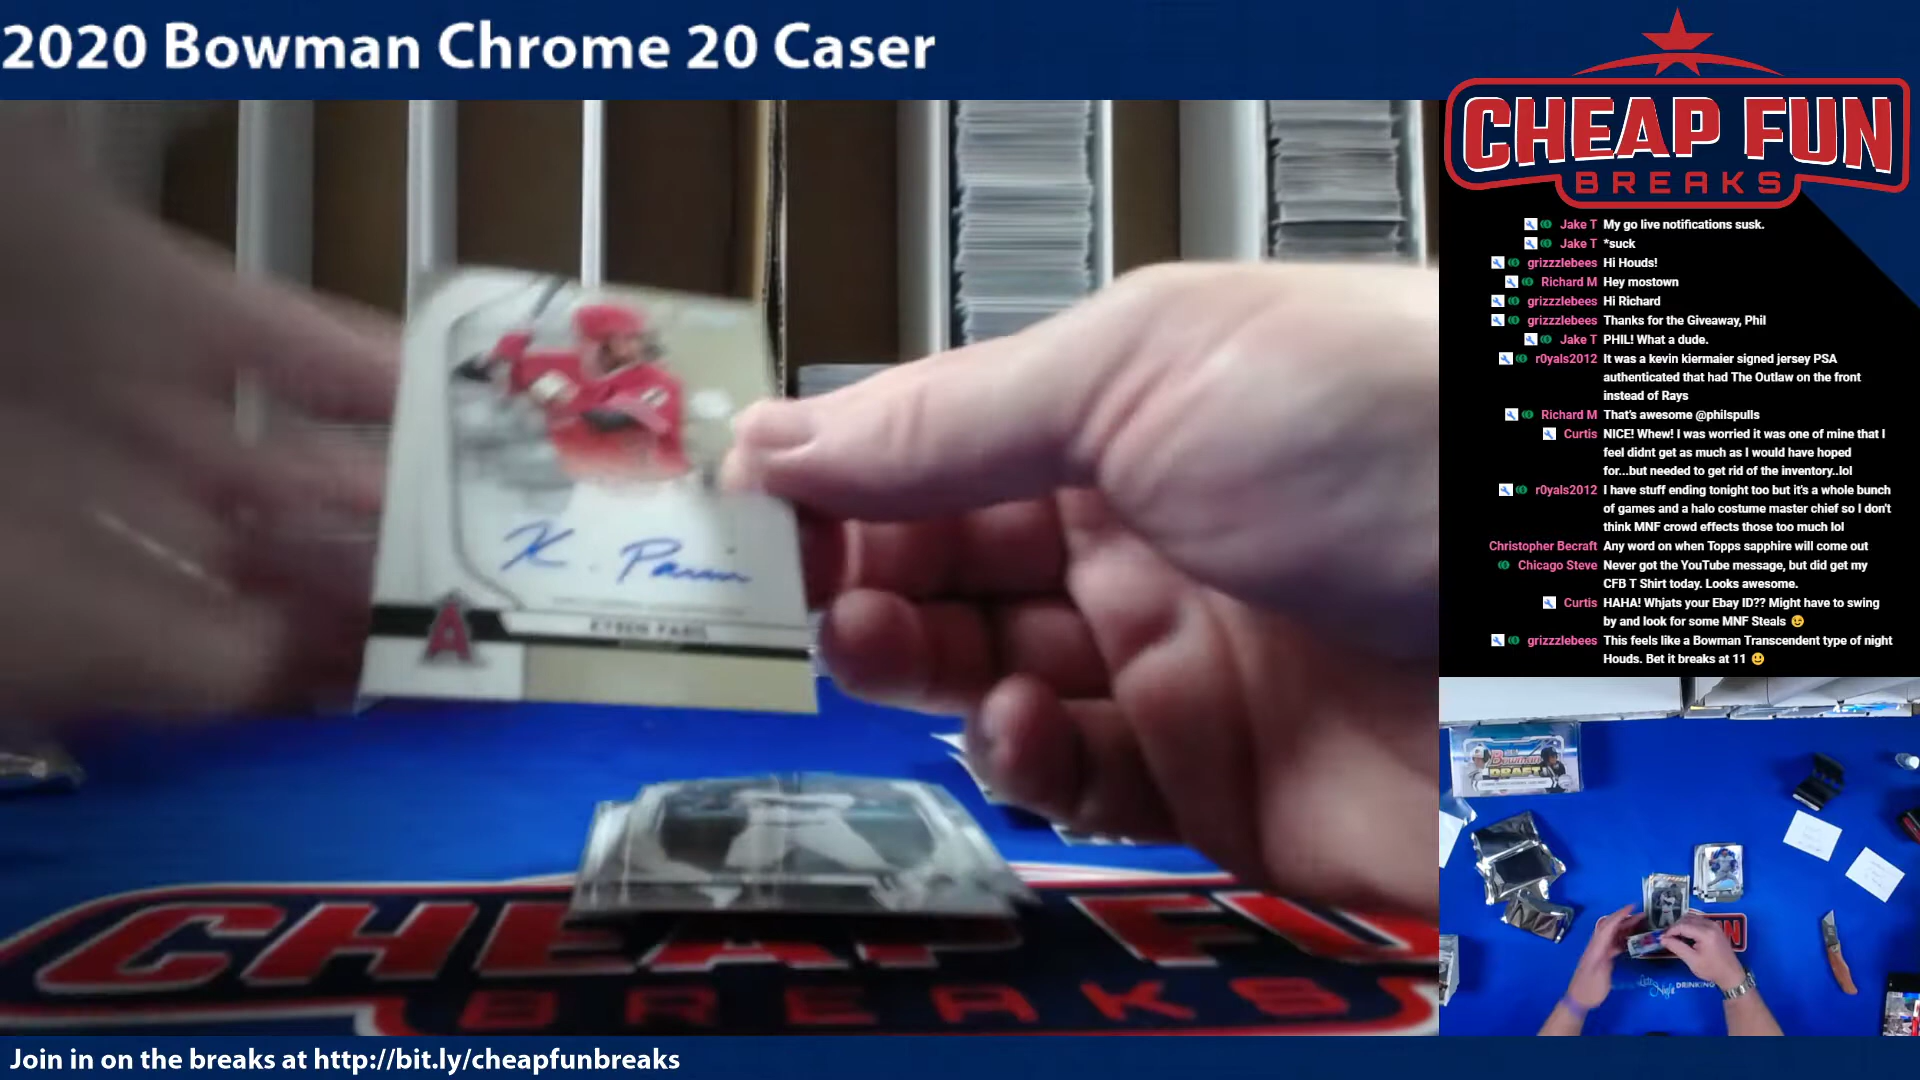 2020 Bowman Chrome 20 Caser
CHEAP FUN
BREAKS
Jake T My go live notifications susk.
Jake T *suck
grizzzlebees Hi Houds!
Richard M Hey mostown
grizzzlebees Hi Richard
grizzzlebees Thanks for the Giveaway, Phil
Jake T PHIL! What a dude.
r0yals2012 It was a kevin kiermaier signed jersey PSA
authenticated that had The Outlaw on the front
instead of Rays
Richard M That's awesome @philspulls
Curtis NICE! Whew! I was worried it was one of mine that I
feel didnt get as much as I would have hoped
for...but needed to get rid of the inventory..lol
r0yals2012 I have stuff ending tonight too but it's a whole bunch
of games and a halo costume master chief so I don't
think MNF crowd effects those too much lol
Christopher Becraft Any word on when Topps sapphire will come out
Chicago Steve Never got the YouTube message, but did get my
CFB T Shirt today. Looks awesome.
Curtis HAHA! Whjats your Ebay ID?? Might have to swing
by and look for some MNF Steals 😉
grizzzlebees This feels like a Bowman Transcendent type of night
Houds. Bet it breaks at 11 😃
K. Paris
KYREN PARIS
A
CHEAP FU
BREAKS
Bowman
DRAFT
DRINKING
Join in on the breaks at http://bit.ly/cheapfunbreaks